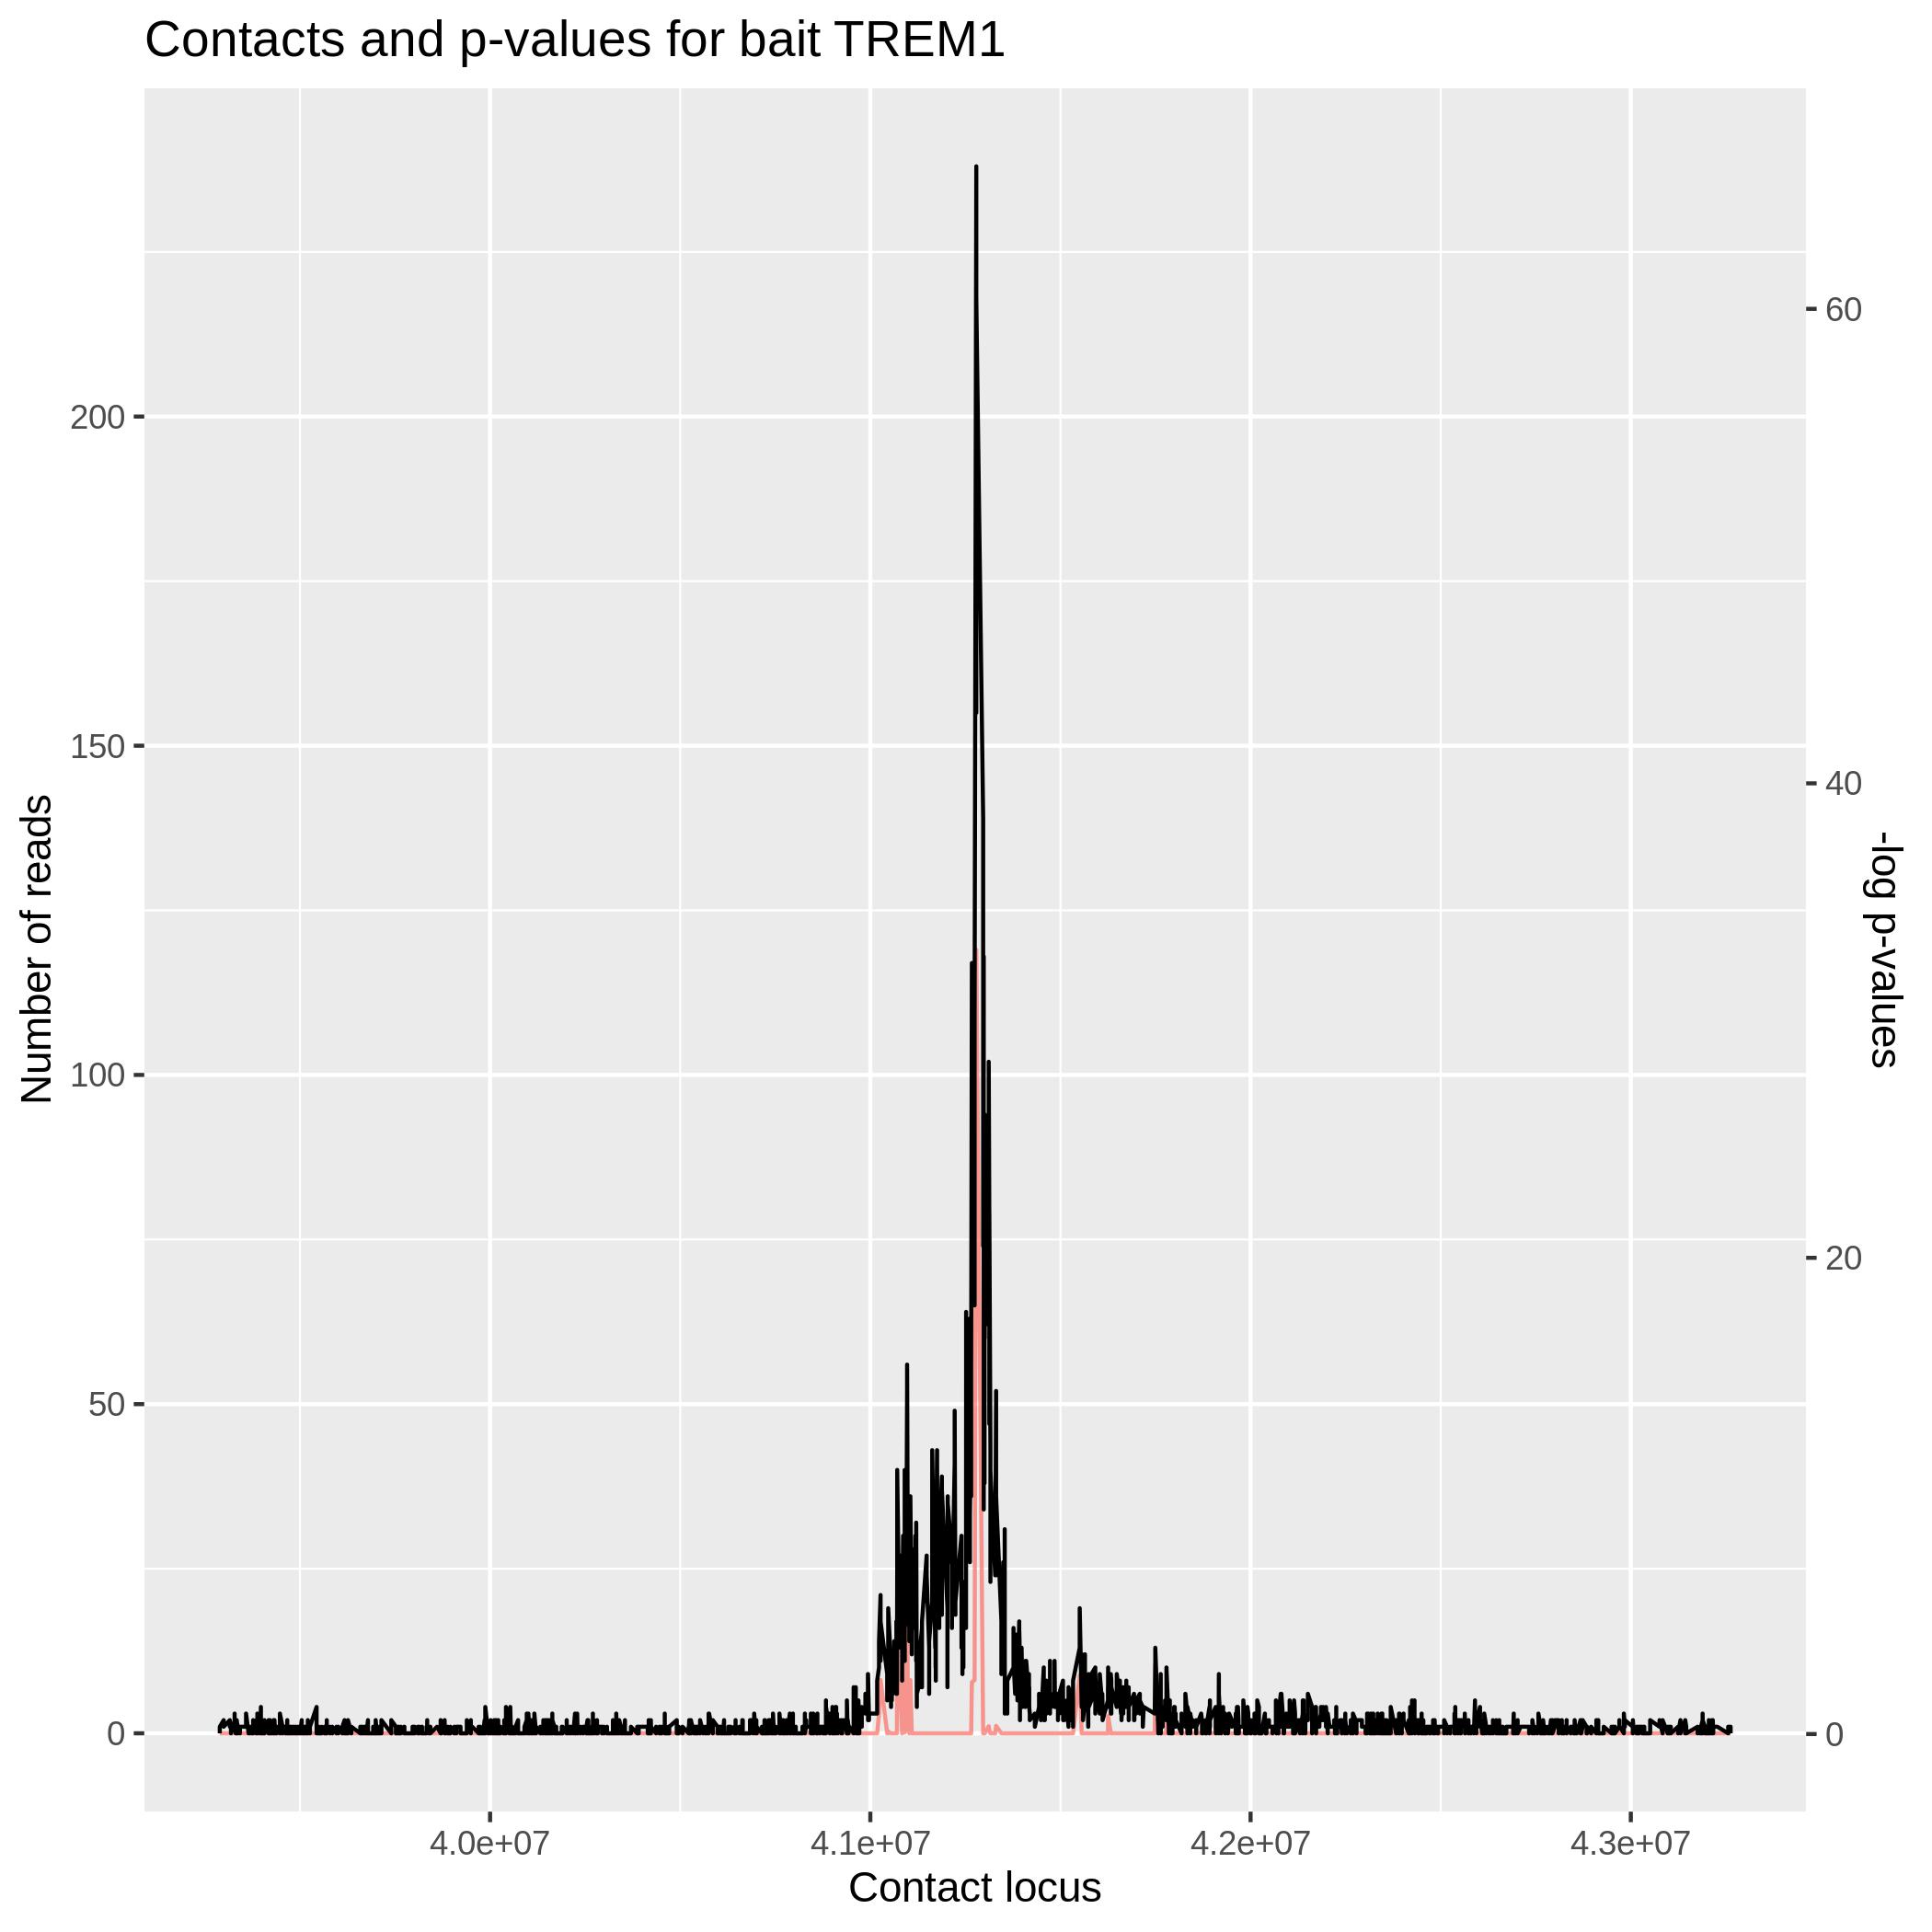 Contacts and p-values for bait TREM1
Number of reads
200
150
100
50
0
60
40
20
0
-log p-values
4.0e+07
4.1e+07
4.2e+07
4.3e+07
Contact locus